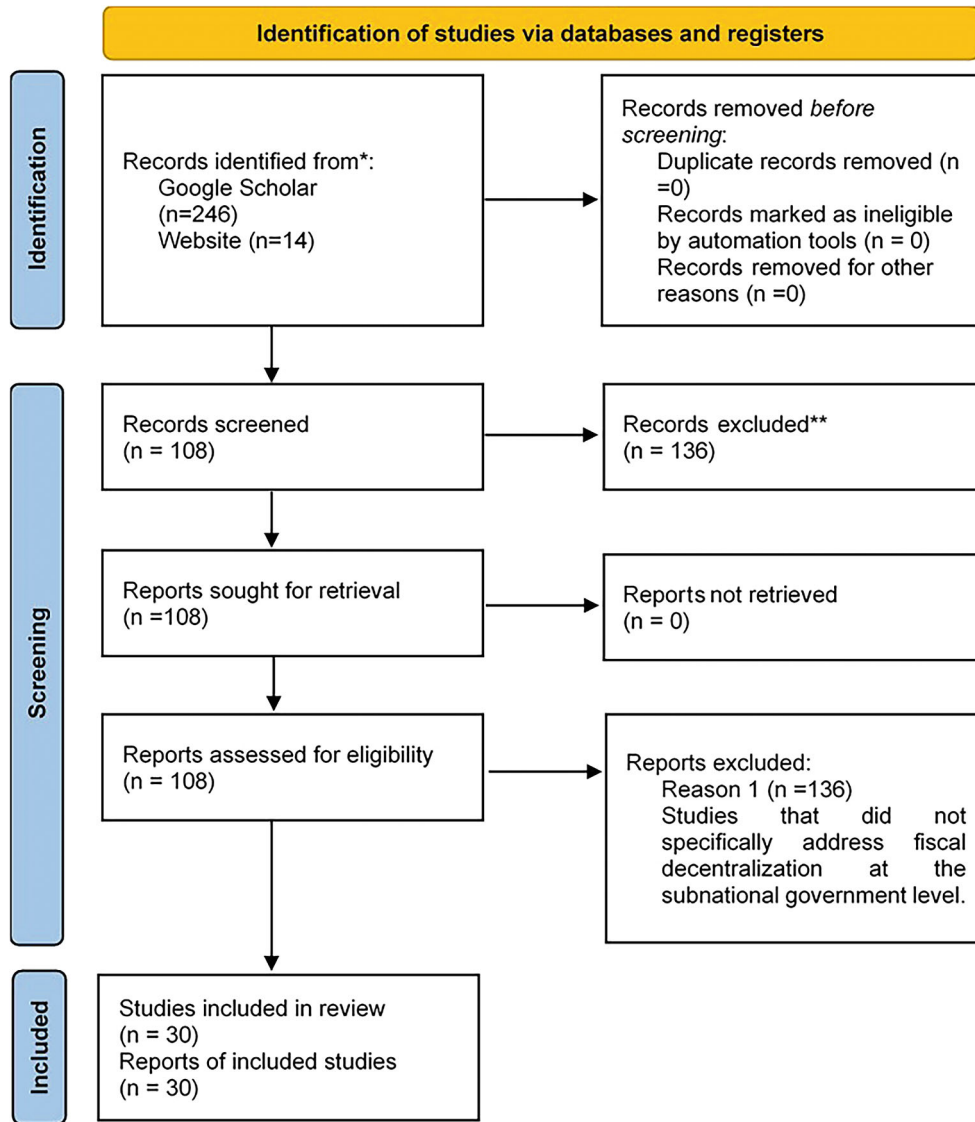 Identification of studies via databases and registers
Identification
Records identified from*:
Google Scholar
(n=246)
Website (n=14)
Records removed before
screening:
Duplicate records removed (n
=0)
Records marked as ineligible
by automation tools (n = 0)
Records removed for other
reasons (n =0)
Screening
Records screened
(n = 108)
Records excluded**
(n = 136)
Reports sought for retrieval
(n =108)
Reports not retrieved
(n = 0)
Reports assessed for eligibility
(n = 108)
Reports excluded:
Reason 1 (n =136)
Studies that did not
specifically address fiscal
decentralization at the
subnational government level.
Included
Studies included in review
(n = 30)
Reports of included studies
(n = 30)